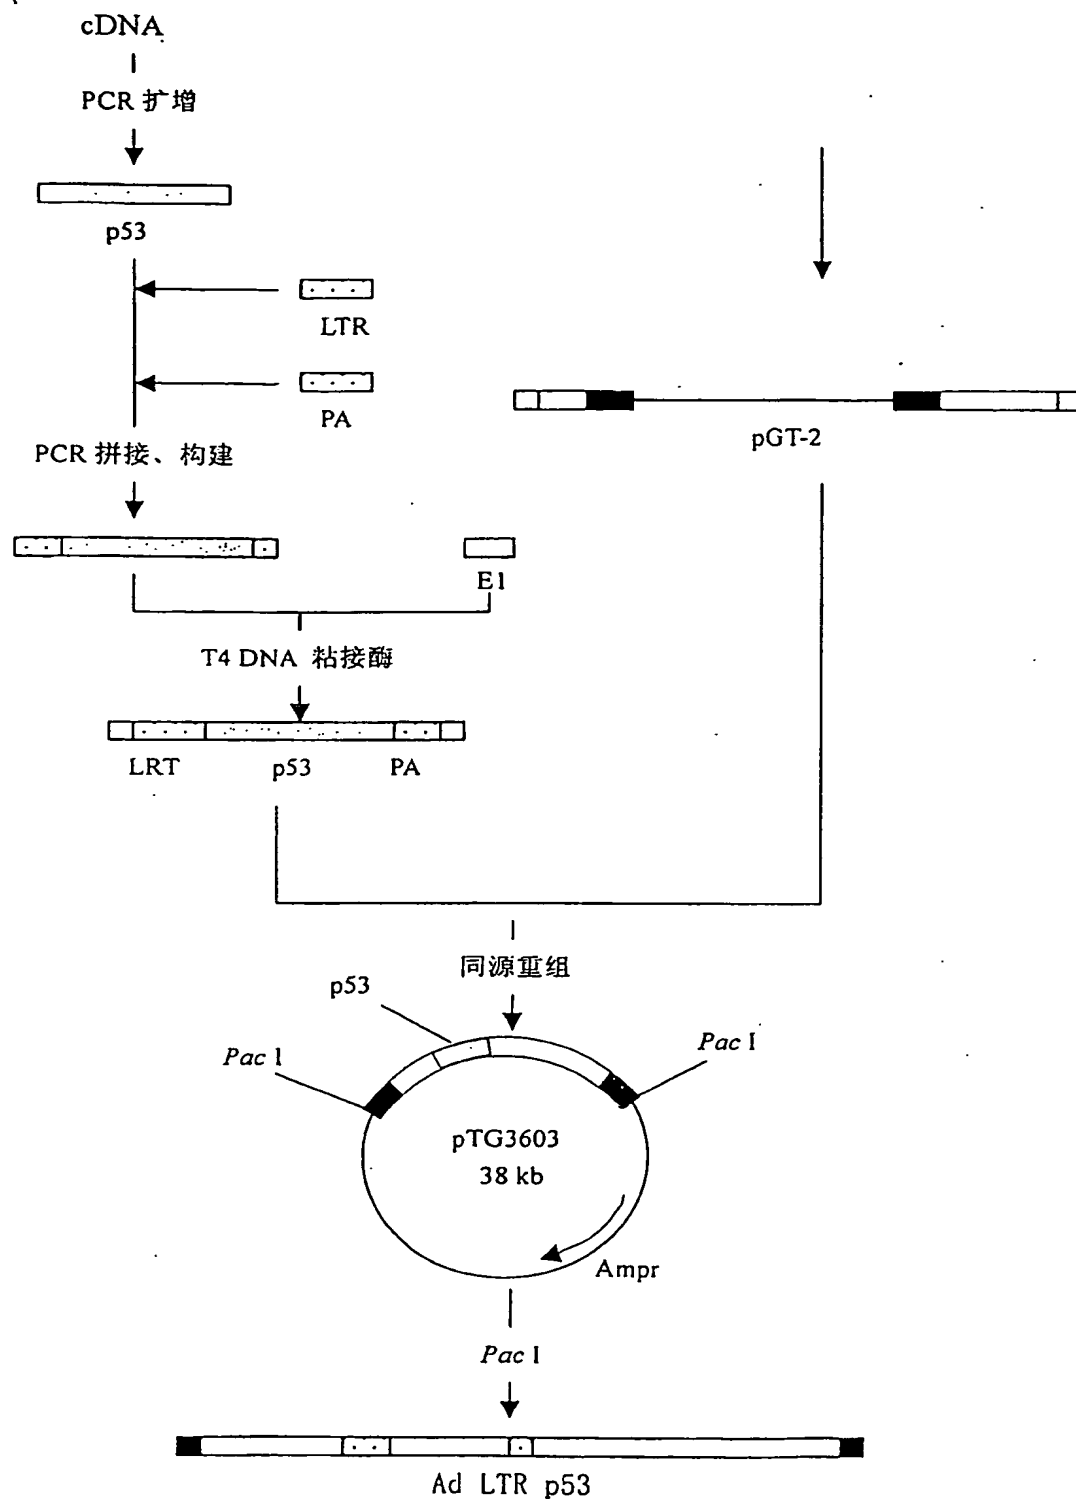 cDNA
PCR 扩增
p53
LTR
PA
pGT-2
PCR 拼接、构建
E1
T4 DNA 粘接酶
LRT p53 PA
同源重组
p53
Pac I
Pac I
pTG3603
38 kb
Ampr
Pac I
Ad LTR p53